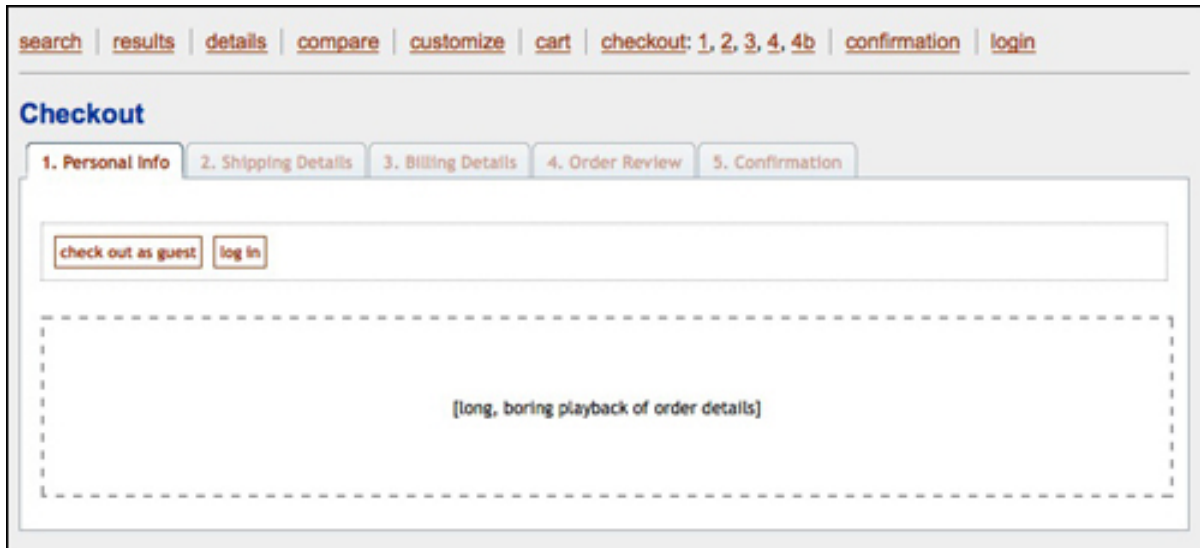 search | results | details | compare | customize | cart | checkout: 1, 2, 3, 4, 4b | confirmation | login
Checkout
1. Personal Info 2. Shipping Details 3. Billing Details 4. Order Review 5. Confirmation
check out as guest log in
[long, boring playback of order details]